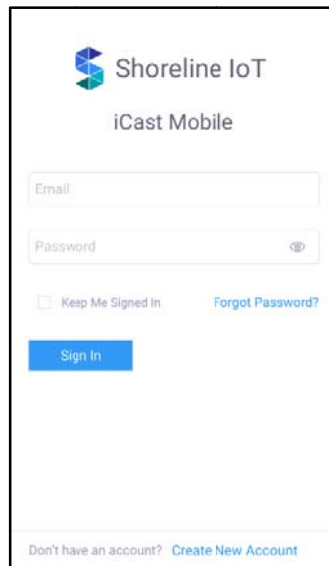 Shoreline IoT
iCast Mobile
Email
Password
Keep Me Signed In Forgot Password?
Sign In
Don't have an account? Create New Account